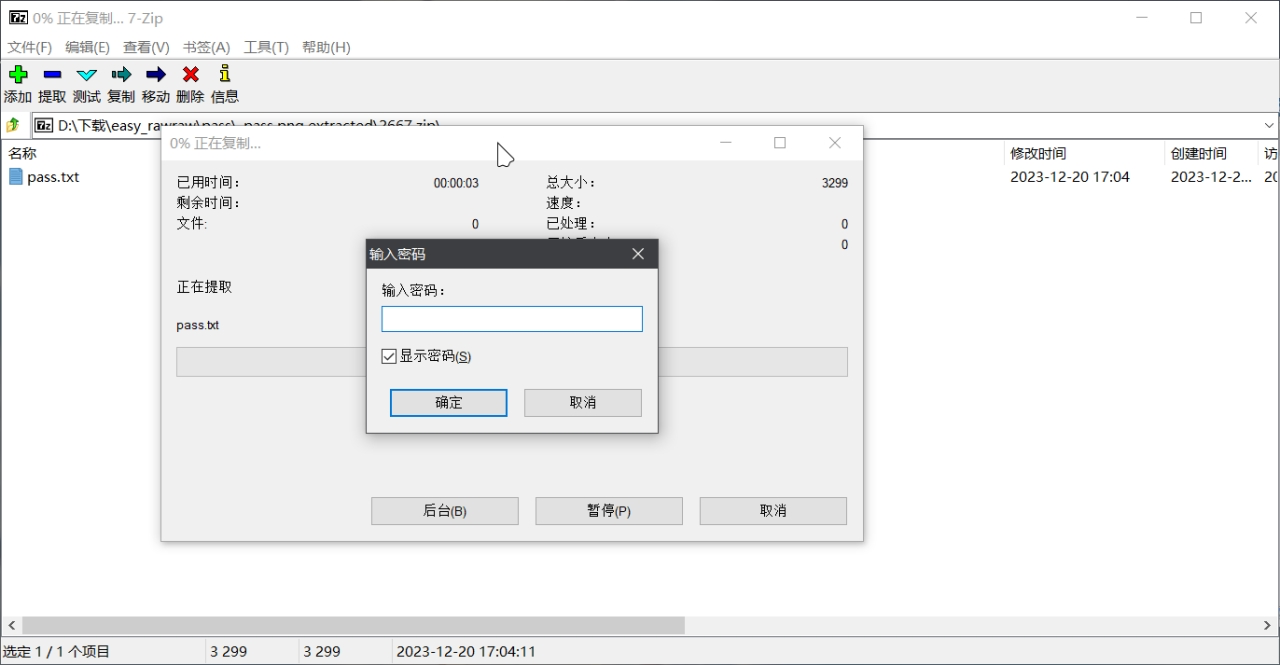 0% 正在复制... 7-Zip
文件(F) 编辑(E) 查看(V) 书签(A) 工具(T) 帮助(H)
添加 提取 测试 复制 移动 删除 信息
D:\下载\easy_rawraw\pass\_pass.png.extracted\2667.zip\
名称 修改时间 创建时间 访
pass.txt 2023-12-20 17:04 2023-12-2... 20
0% 正在复制...
已用时间: 00:00:03 总大小: 3299
剩余时间: 速度:
文件: 0 已处理: 0
0
正在提取
pass.txt
输入密码
输入密码:
显示密码(S)
确定 取消
后台(B) 暂停(P) 取消
选定 1 / 1 个项目 3 299 3 299 2023-12-20 17:04:11